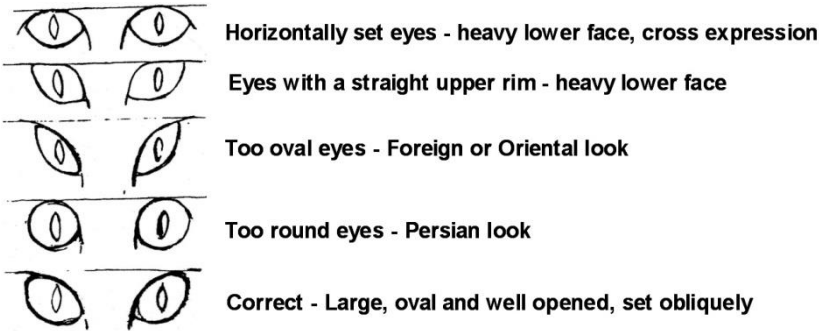 Horizontally set eyes - heavy lower face, cross expression
Eyes with a straight upper rim - heavy lower face
Too oval eyes - Foreign or Oriental look
Too round eyes - Persian look
Correct - Large, oval and well opened, set obliquely